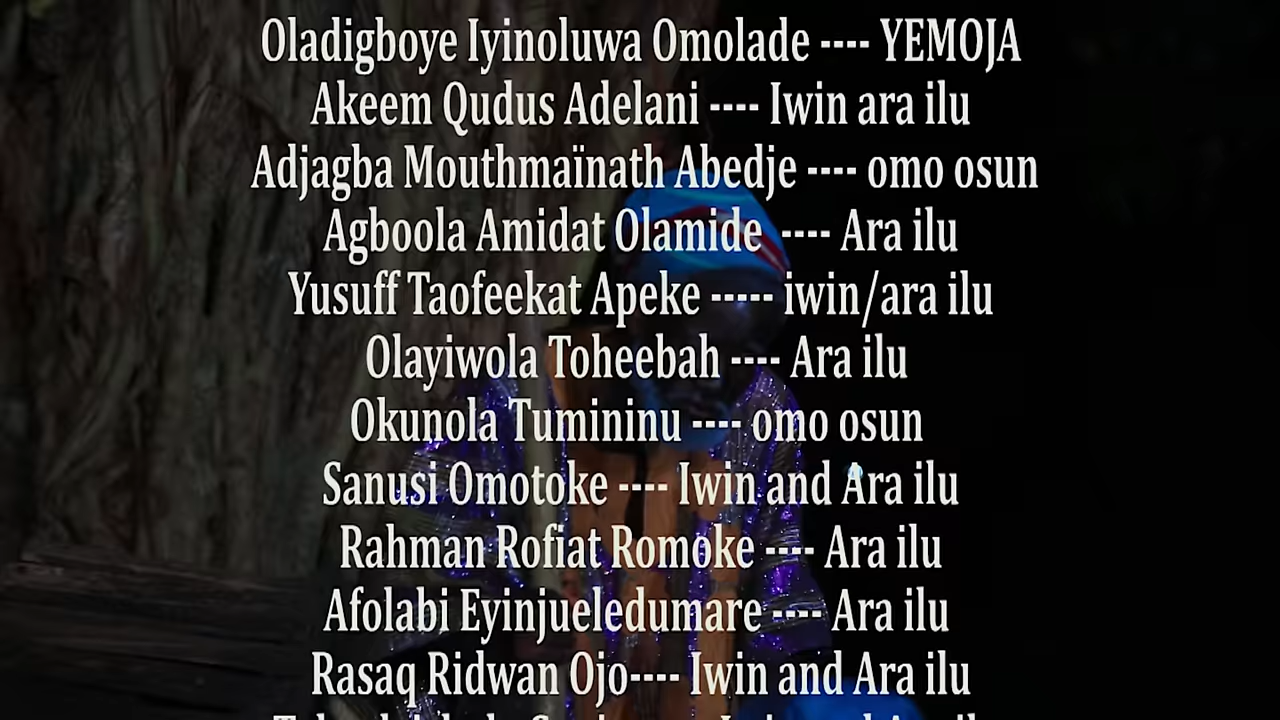 Oladigboye Iyinoluwa Omolade ---- YEMOJA
Akeem Qudus Adelani ---- Iwin ara ilu
Adjagba Mouthmaïnath Abedje ---- omo osun
Agboola Amidat Olamide ---- Ara ilu
Yusuff Taofeekat Apeke ----- iwin/ara ilu
Olayiwola Toheebah ---- Ara ilu
Okunola Tumininu ---- omo osun
Sanusi Omotoke ---- Iwin and Ara ilu
Rahman Rofiat Romoke ---- Ara ilu
Afolabi Eyinjueledumare ---- Ara ilu
Rasaq Ridwan Ojo---- Iwin and Ara ilu